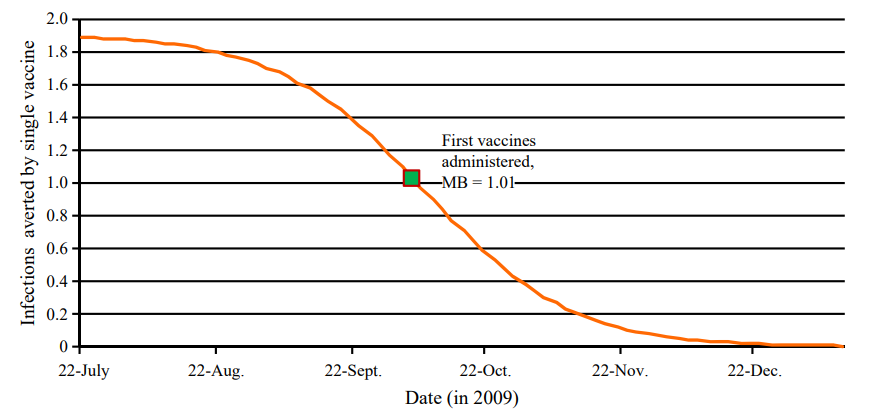 Infections averted by single vaccine
2.0
1.8
1.6
1.4
1.2
1.0
0.8
0.6
0.4
0.2
0
First vaccines
administered,
MB = 1.01
22-July 22-Aug. 22-Sept. 22-Oct. 22-Nov. 22-Dec.
Date (in 2009)